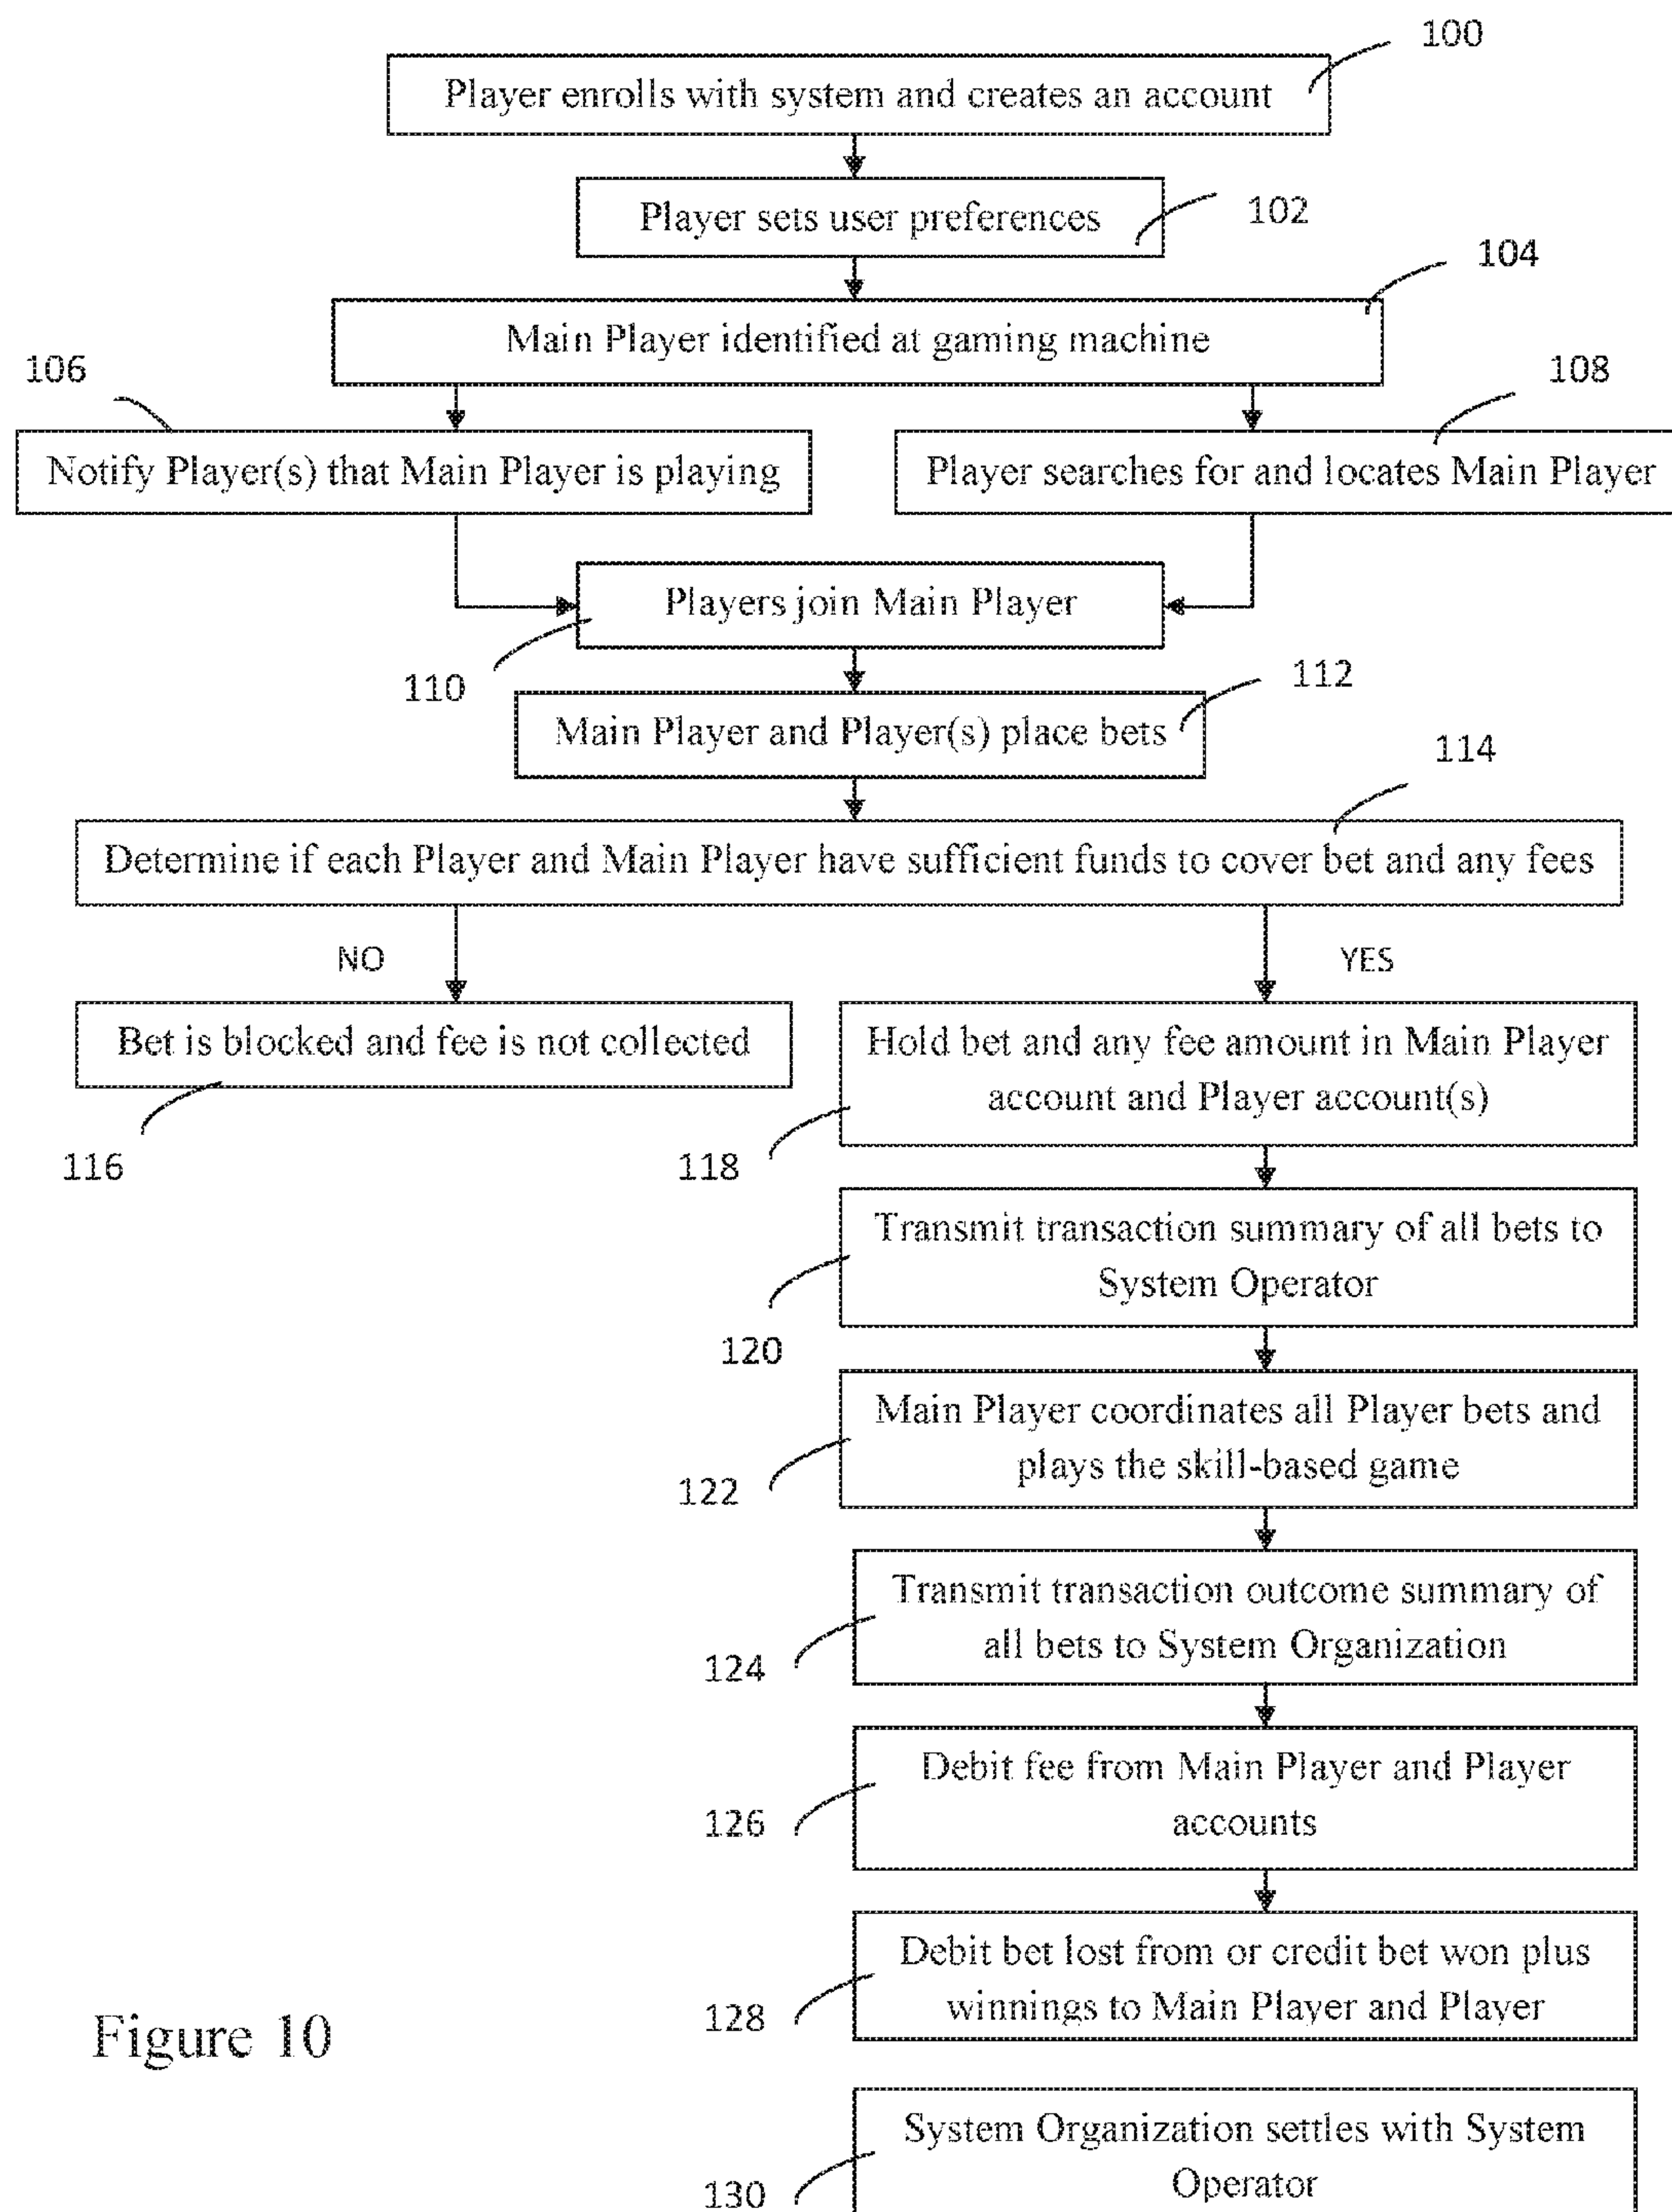 100
Player enrolls with system and creates an account
Player sets user preferences
102
104
Main Player identified at gaming machine
106
108
Notify Player(s) that Main Player is playing
Player searches for and locates Main Player
Players join Main Player
110
112
Main Player and Player(s) place bets
114
Determine if each Player and Main Player have sufficient funds to cover bet and any fees
NO
YES
Bet is blocked and fee is not collected
116
Hold bet and any fee amount in Main Player
account and Player account(s)
118
Transmit transaction summary of all bets to
System Operator
120
Main Player coordinates all Player bets and
plays the skill-based game
122
Transmit transaction outcome summary of
all bets to System Organization
124
Debit fee from Main Player and Player
accounts
126
Debit bet lost from or credit bet won plus
winnings to Main Player and Player
128
Figure 10
System Organization settles with System
Operator
130